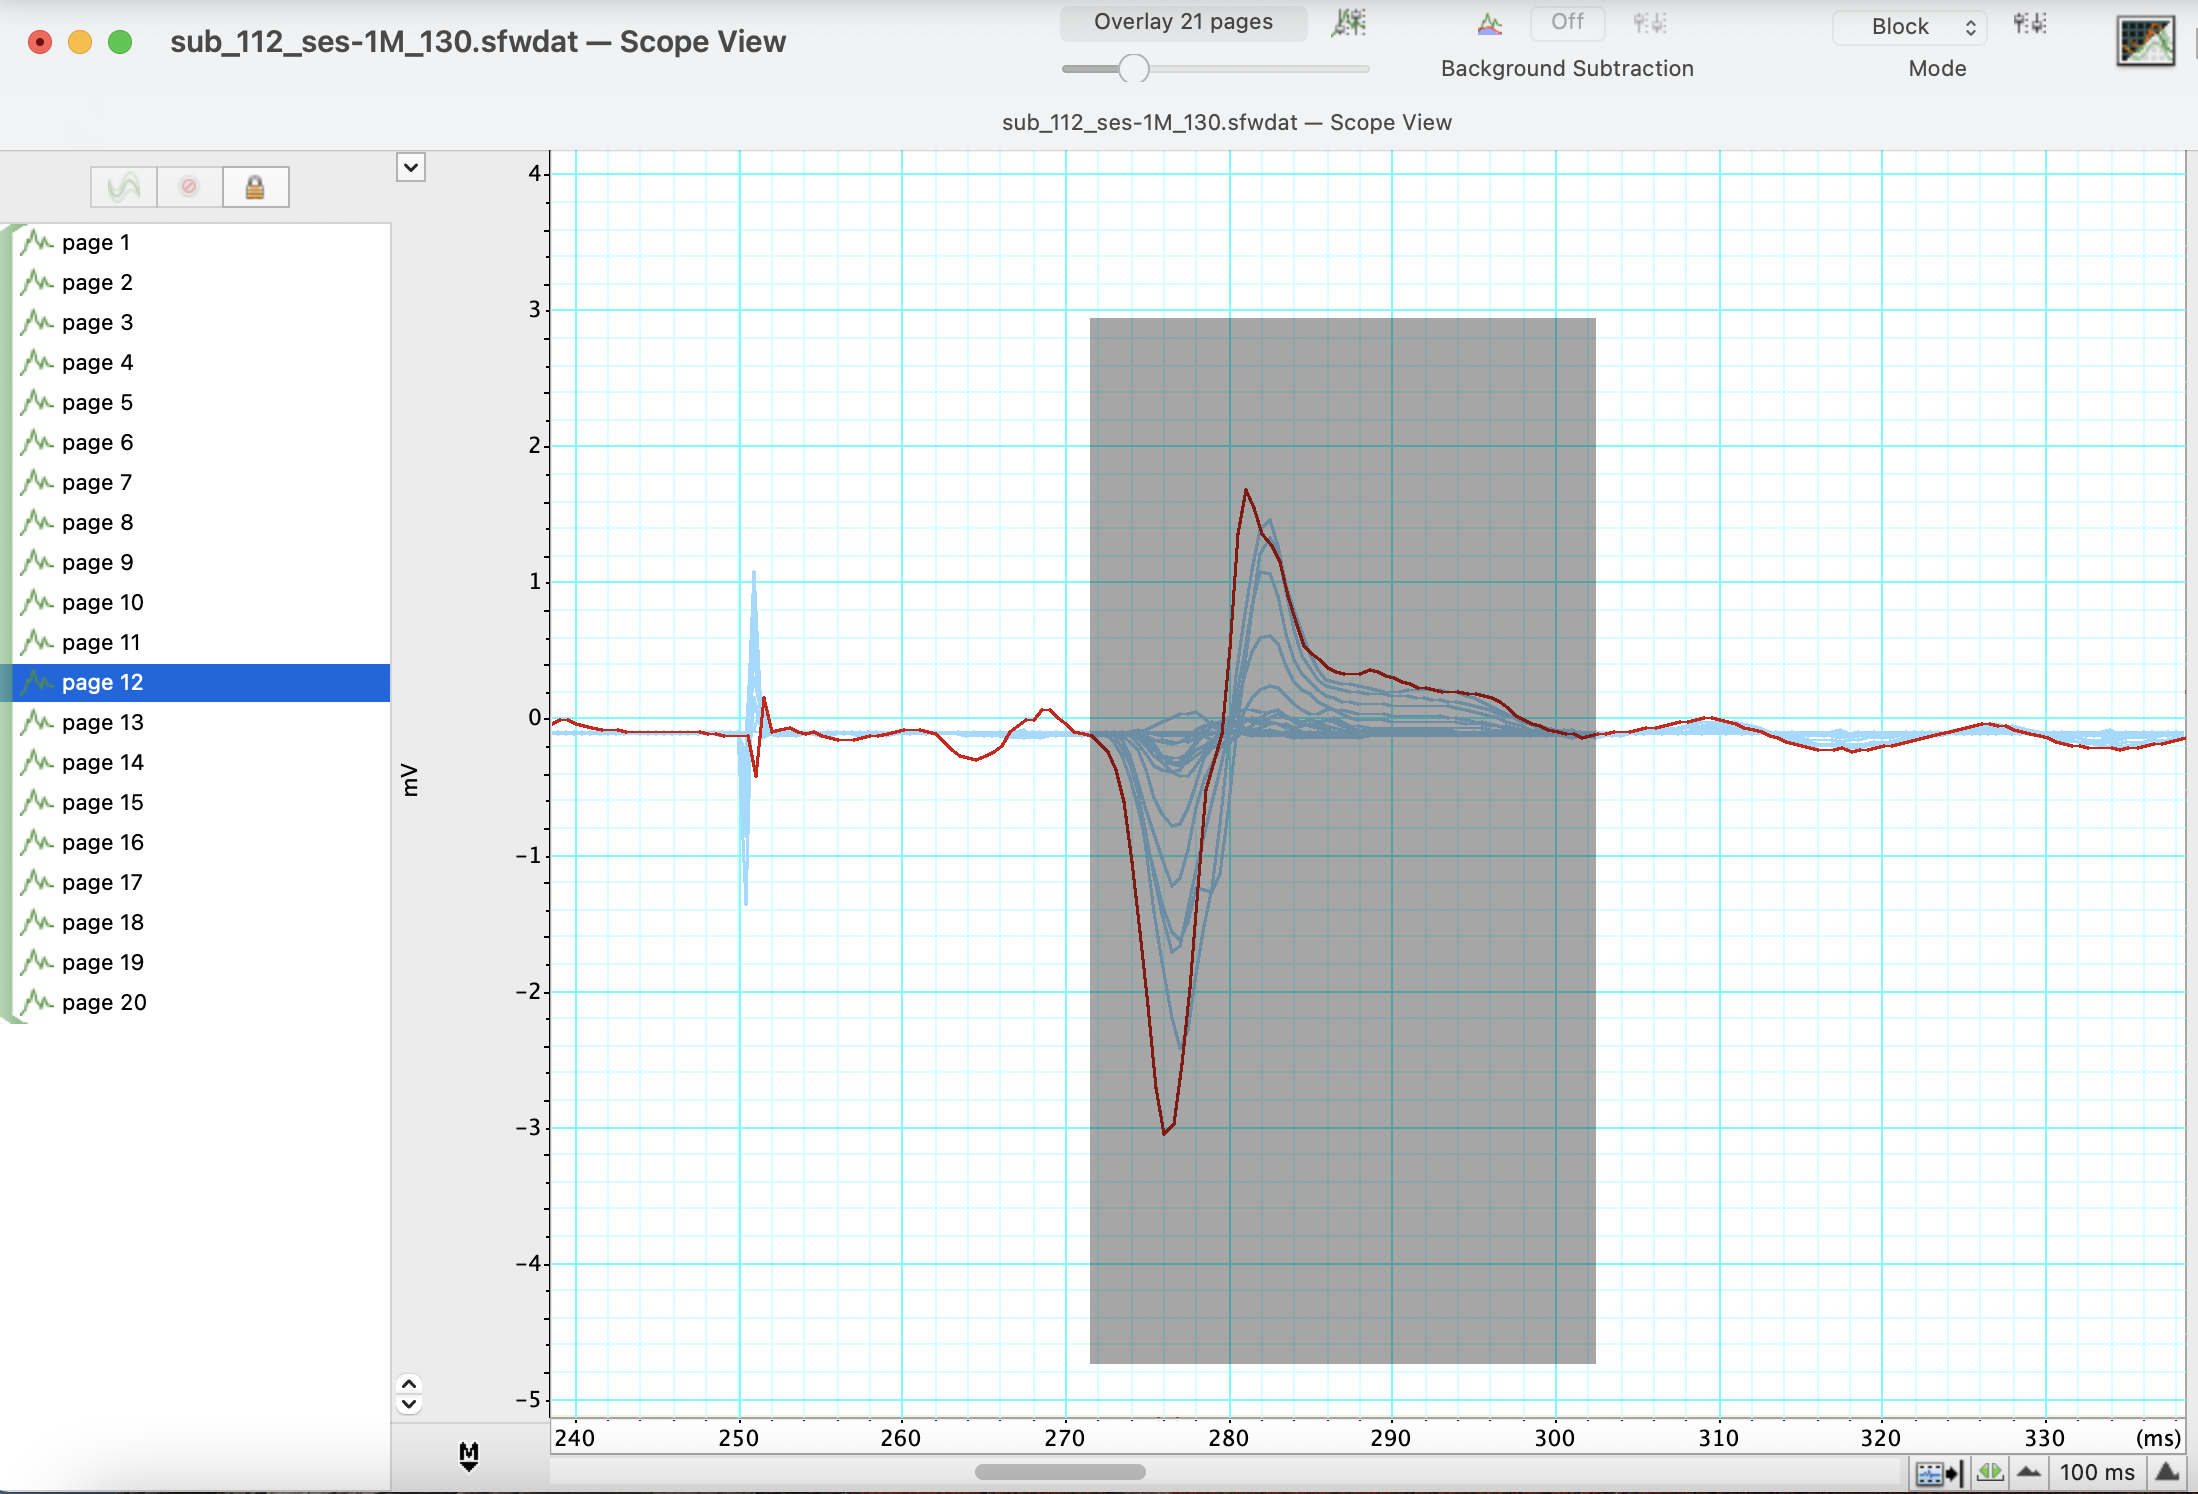 sub_112_ses-1M_130.sfwdat — Scope View
Overlay 21 pages
Off
Background Subtraction
Block
Mode
sub_112_ses-1M_130.sfwdat — Scope View
page 1
page 2
page 3
page 4
page 5
page 6
page 7
page 8
page 9
page 10
page 11
page 12
page 13
page 14
page 15
page 16
page 17
page 18
page 19
page 20
mV
4
3
2
1
0
−1
−2
−3
−4
−5
240 250 260 270 280 290 300 310 320 330 (ms)
M
100 ms